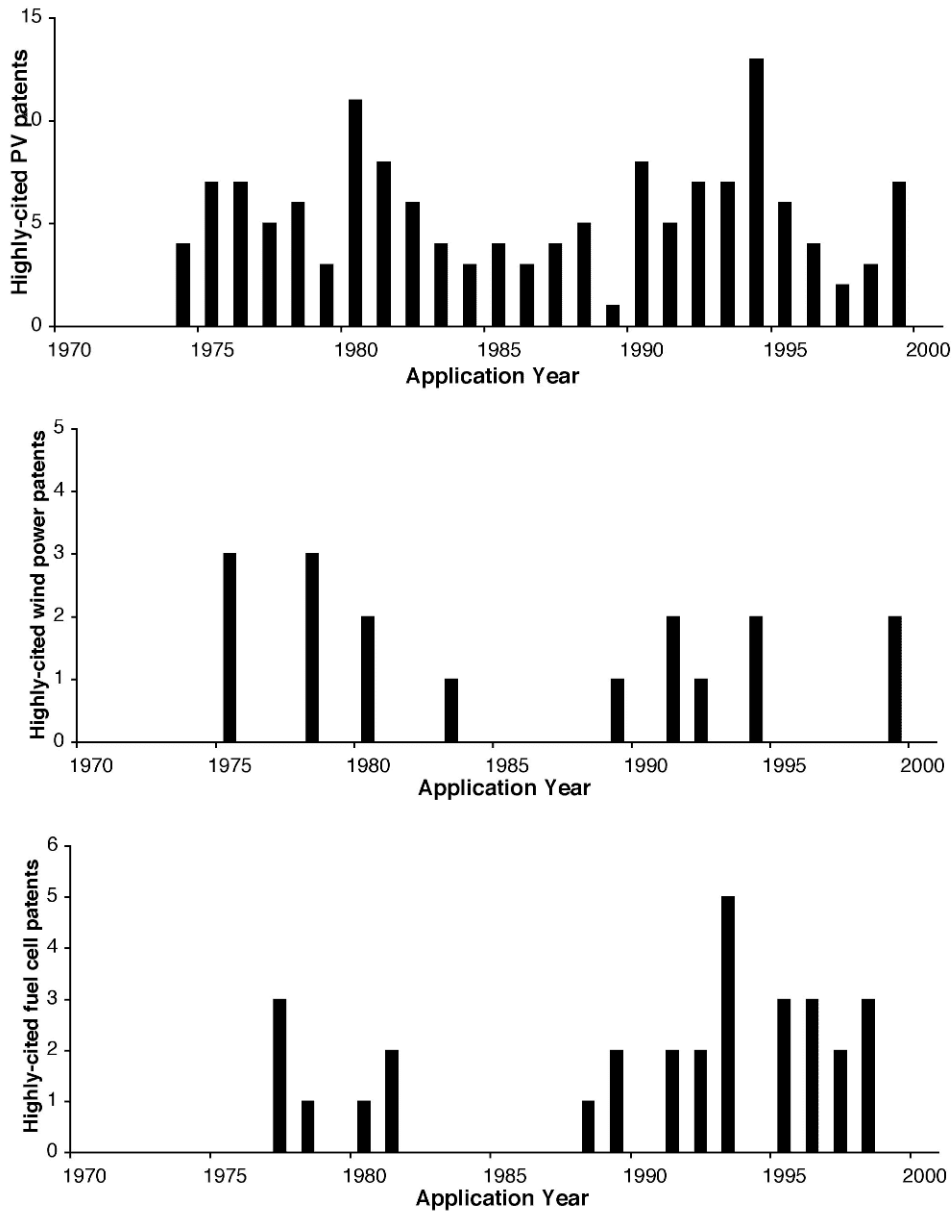 15
10
5
0
Highly-cited PV patents
1970 1975 1980 1985 1990 1995 2000
Application Year
5
4
3
2
1
0
Highly-cited wind power patents
1970 1975 1980 1985 1990 1995 2000
Application Year
6
5
4
3
2
1
0
Highly-cited fuel cell patents
1970 1975 1980 1985 1990 1995 2000
Application Year